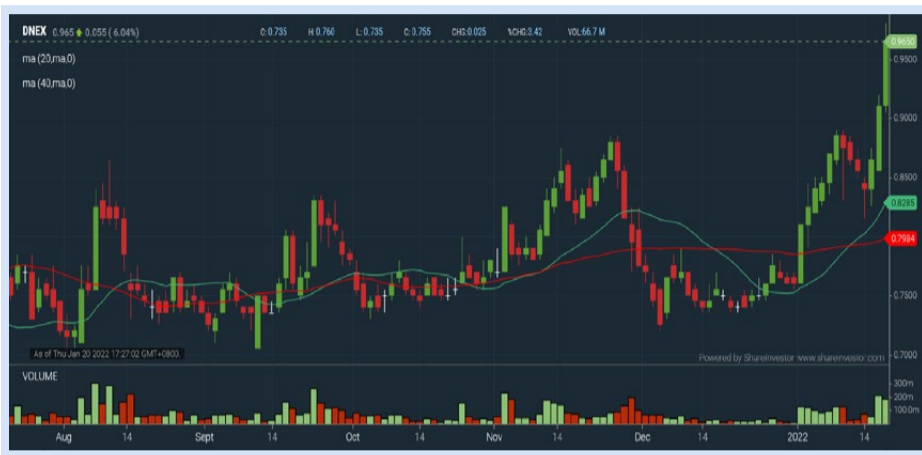 DNEX 0.965 0.055 ( 6.04%) O:0.735 H:0.760 L:0.735 C:0.755 CHG:0.025 %CHG:3.42 VOL:66.7 M
0.9650
ma (20,ma,0)
0.9500
ma (40,ma,0)
0.9000
0.8500
0.8285
0.7984
0.7500
As of Thu Jan 20 2022 17:27:02 GMT+0800.
Powered by ShareInvestor www.shareinvestor.com
0.7000
VOLUME
300m
200m
100.0m
Aug 14 Sept 14 Oct 14 Nov 14 Dec 14 2022 14